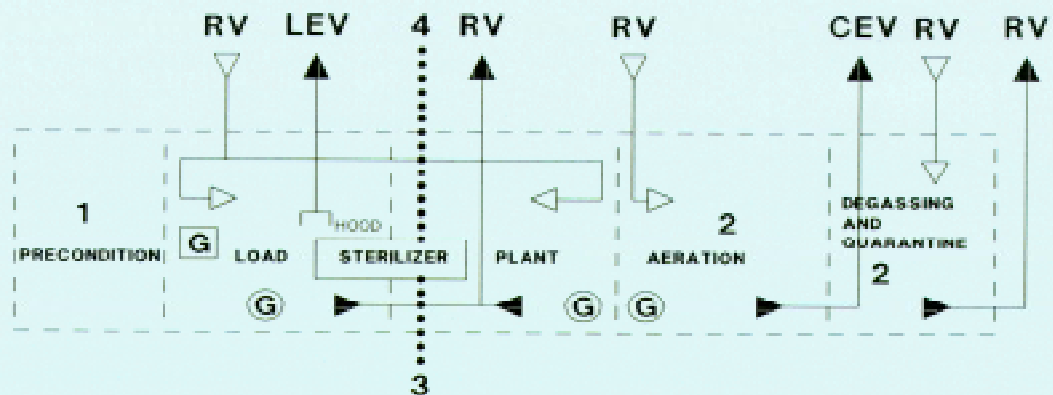 RV LEV 4 RV RV CEV RV RV
1
PRECONDITION
G
LOAD
HOOD
STERILIZER
PLANT
2
AERATION
DEGASSING
AND
QUARANTINE
2
G
G
G
3